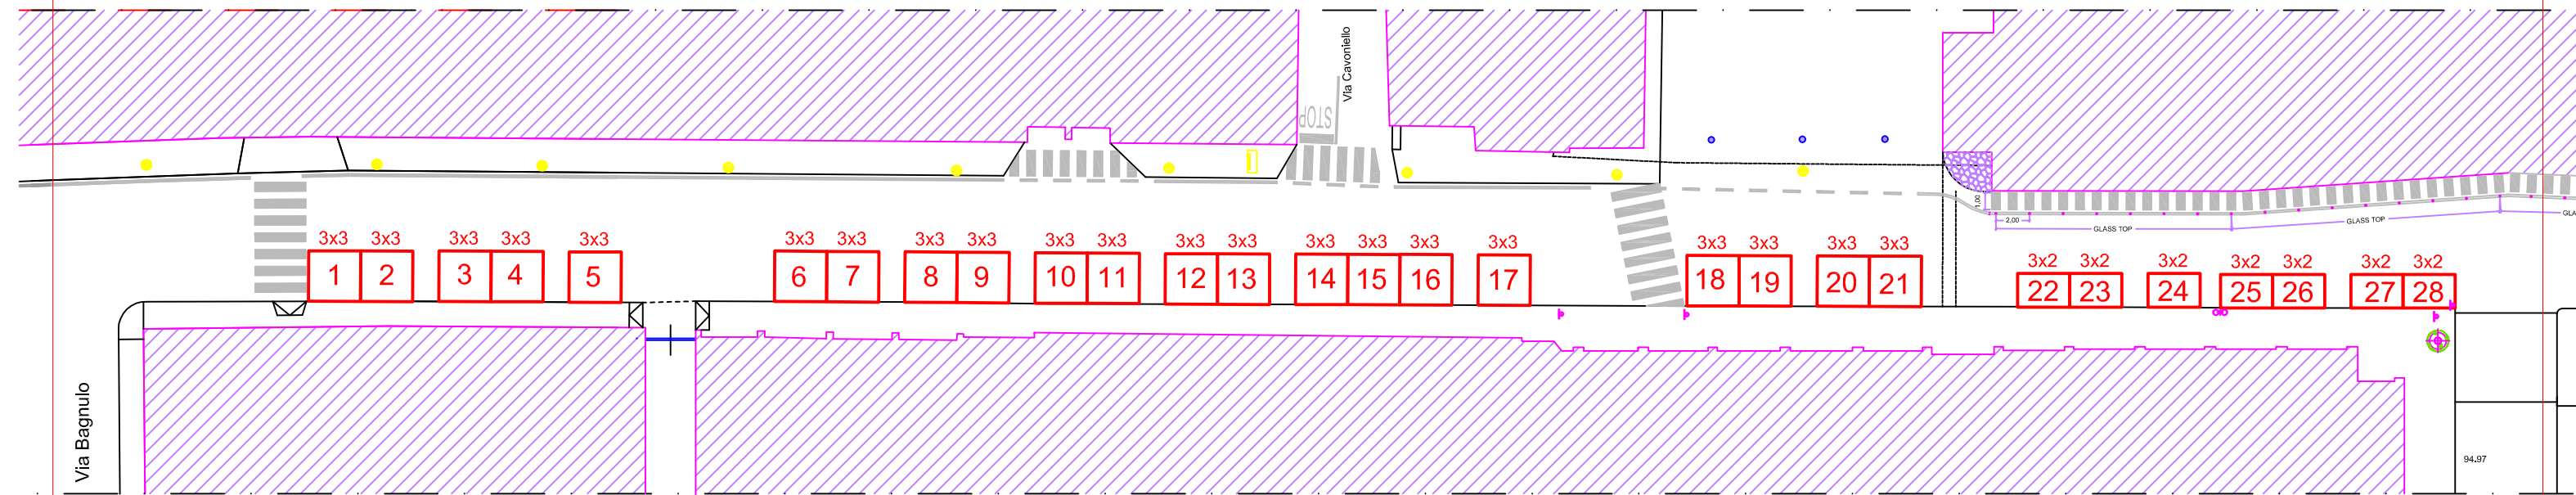 Via Cavoniello
STOP
1,00
2,00
GLASS TOP
GLASS TOP
GLA
3x3 3x3 3x3 3x3 3x3 3x3 3x3 3x3 3x3 3x3 3x3 3x3 3x3 3x3 3x3 3x3 3x3 3x3 3x3 3x3 3x3 3x2 3x2 3x2 3x2 3x2 3x2 3x2
1 2 3 4 5 6 7 8 9 10 11 12 13 14 15 16 17 18 19 20 21 22 23 24 25 26 27 28
Via Bagnulo
94.97